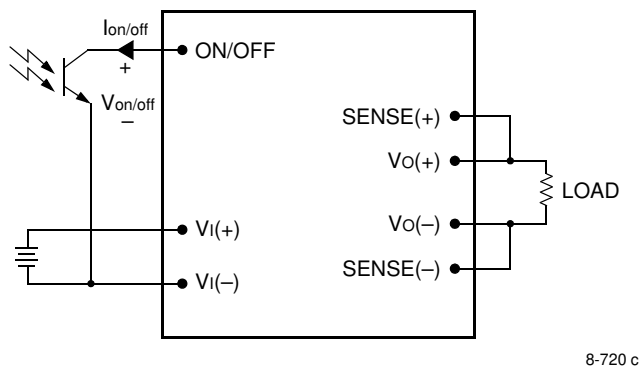 Ion/off
ON/OFF
+
Von/off
–
SENSE(+)
VO(+)
LOAD
VI(+)
VO(–)
VI(–)
SENSE(–)
8-720 c